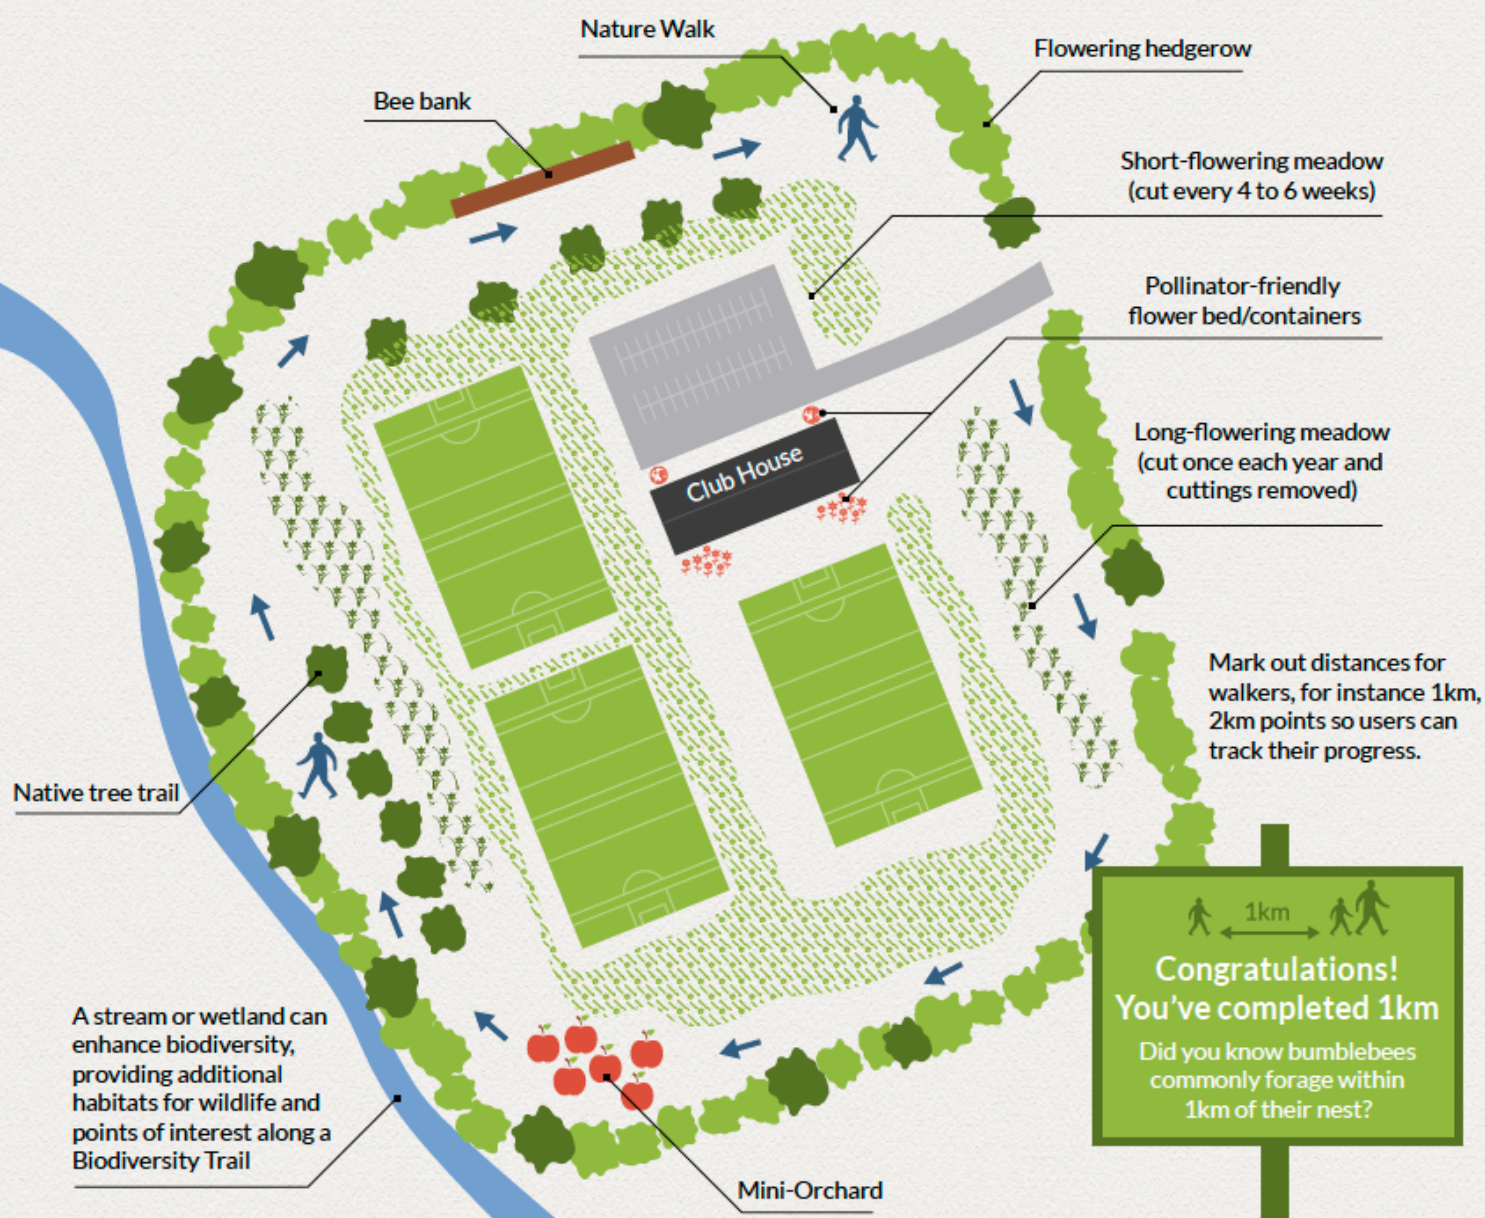 Nature Walk
Flowering hedgerow
Bee bank
Short-flowering meadow
(cut every 4 to 6 weeks)
Pollinator-friendly
flower bed/containers
Long-flowering meadow
(cut once each year and
cuttings removed)
Club House
Mark out distances for
walkers, for instance 1km,
2km points so users can
track their progress.
Native tree trail
1km
Congratulations!
You've completed 1km
Did you know bumblebees
commonly forage within
1km of their nest?
A stream or wetland can
enhance biodiversity,
providing additional
habitats for wildlife and
points of interest along a
Biodiversity Trail
Mini-Orchard